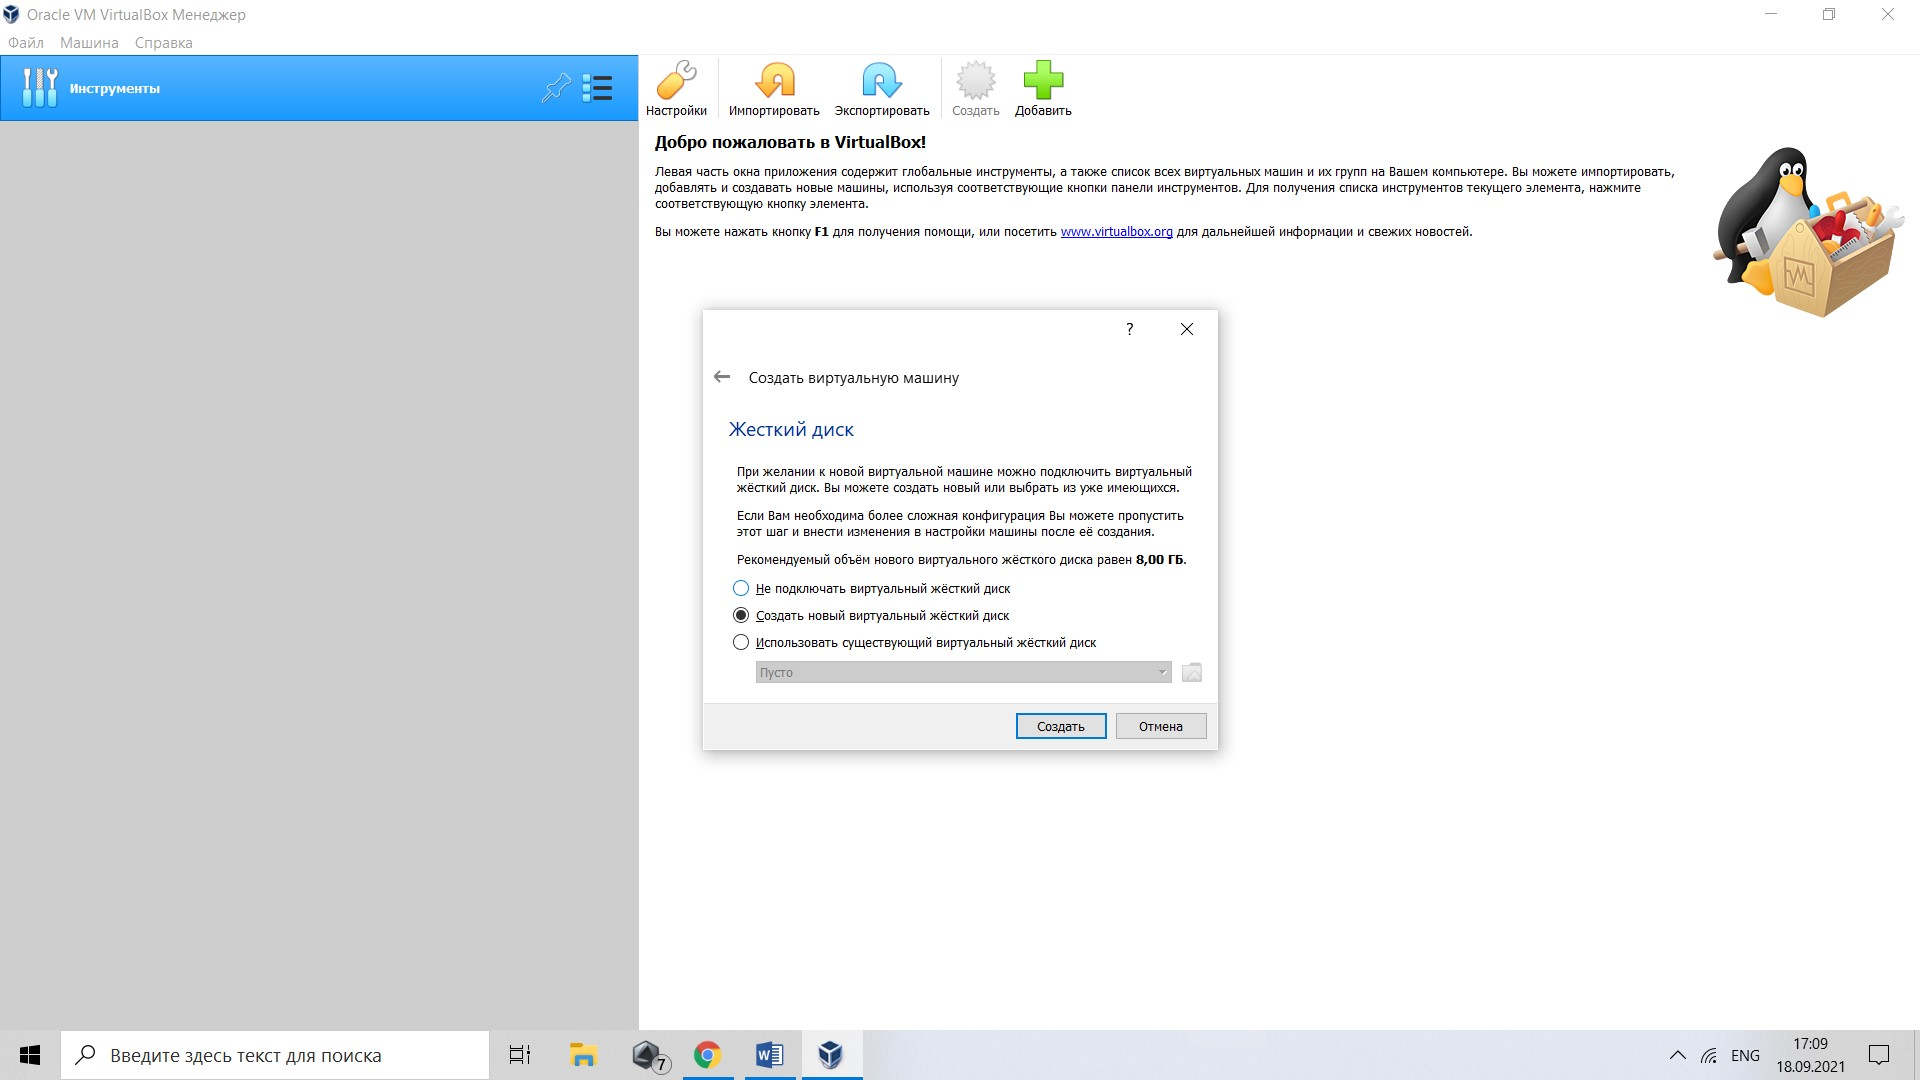 Oracle VM VirtualBox Менеджер
Файл Машина Справка
Инструменты
Настройки Импортировать Экспортировать Создать Добавить
Добро пожаловать в VirtualBox!
Левая часть окна приложения содержит глобальные инструменты, а также список всех виртуальных машин и их групп на Вашем компьютере. Вы можете импортировать,
добавлять и создавать новые машины, используя соответствующие кнопки панели инструментов. Для получения списка инструментов текущего элемента, нажмите
соответствующую кнопку элемента.
Вы можете нажать кнопку F1 для получения помощи, или посетить www.virtualbox.org для дальнейшей информации и свежих новостей.
?
Создать виртуальную машину
Жесткий диск
При желании к новой виртуальной машине можно подключить виртуальный
жёсткий диск. Вы можете создать новый или выбрать из уже имеющихся.
Если Вам необходима более сложная конфигурация Вы можете пропустить
этот шаг и внести изменения в настройки машины после её создания.
Рекомендуемый объём нового виртуального жёсткого диска равен 8,00 ГБ.
Не подключать виртуальный жёсткий диск
Создать новый виртуальный жёсткий диск
Использовать существующий виртуальный жёсткий диск
Пусто
Создать Отмена
Введите здесь текст для поиска
7
ENG
17:09
18.09.2021